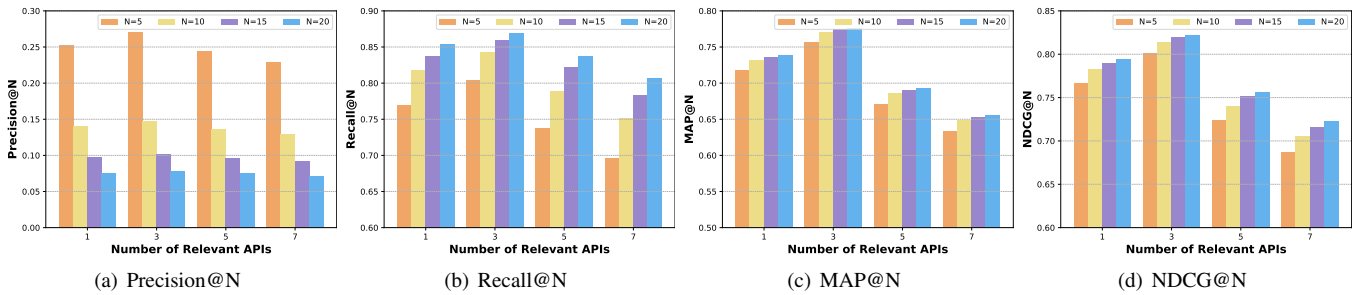 N=5 N=10 N=15 N=20
Precision@N
0.30
0.25
0.20
0.15
0.10
0.05
0.00
1 3 5 7
Number of Relevant APIs
(a) Precision@N
N=5 N=10 N=15 N=20
Recall@N
0.90
0.85
0.80
0.75
0.70
0.65
0.60
1 3 5 7
Number of Relevant APIs
(b) Recall@N
N=5 N=10 N=15 N=20
MAP@N
0.80
0.75
0.70
0.65
0.60
0.55
0.50
1 3 5 7
Number of Relevant APIs
(c) MAP@N
N=5 N=10 N=15 N=20
NDCG@N
0.85
0.80
0.75
0.70
0.65
0.60
1 3 5 7
Number of Relevant APIs
(d) NDCG@N